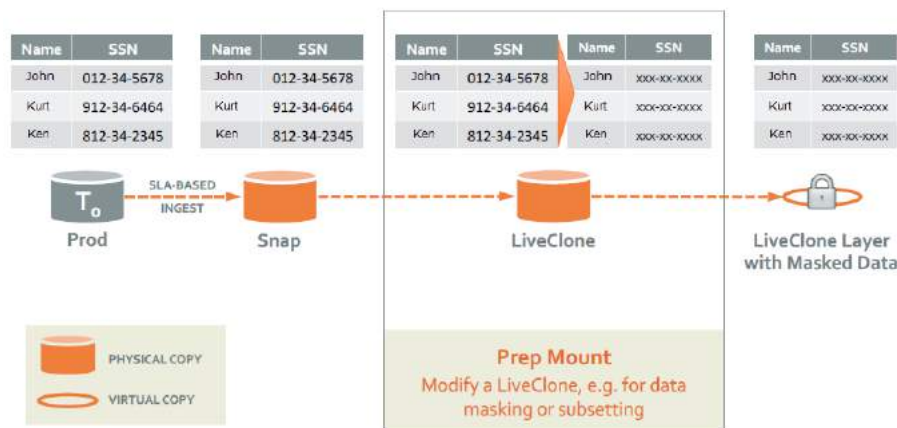 Name SSN
John 012-34-5678
Kurt 912-34-6464
Ken 812-34-2345
Name SSN
John 012-34-5678
Kurt 912-34-6464
Ken 812-34-2345
Name SSN
John 012-34-5678
Kurt 912-34-6464
Ken 812-34-2345
Name SSN
John xxx-xx-xxxx
Kurt xxx-xx-xxxx
Ken xxx-xx-xxxx
Name SSN
John xxx-xx-xxxx
Kurt xxx-xx-xxxx
Ken xxx-xx-xxxx
To
SLA-BASED
INGEST
Prod
Snap
LiveClone
LiveClone Layer
with Masked Data
PHYSICAL COPY
VIRTUAL COPY
Prep Mount
Modify a LiveClone, e.g. for data
masking or subsetting